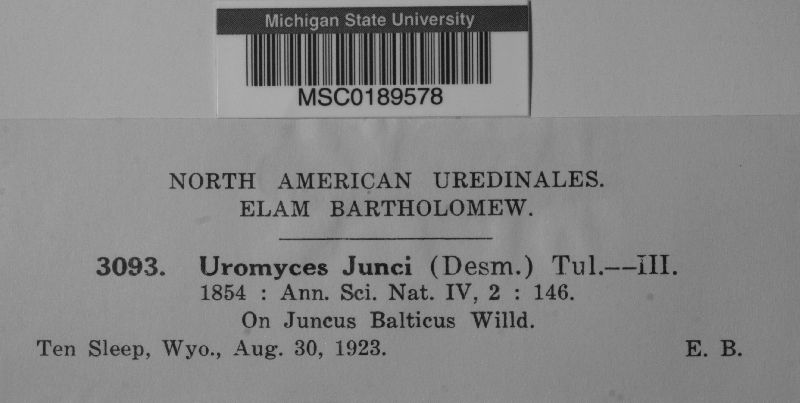 Michigan State University
MSC0189578
NORTH AMERICAN UREDINALES.
ELAM BARTHOLOMEW.
3093. Uromyces Junci (Desm.) Tul.--III.
1854 : Ann. Sci. Nat. IV, 2 : 146.
On Juncus Balticus Willd.
Ten Sleep, Wyo., Aug. 30, 1923. E. B.